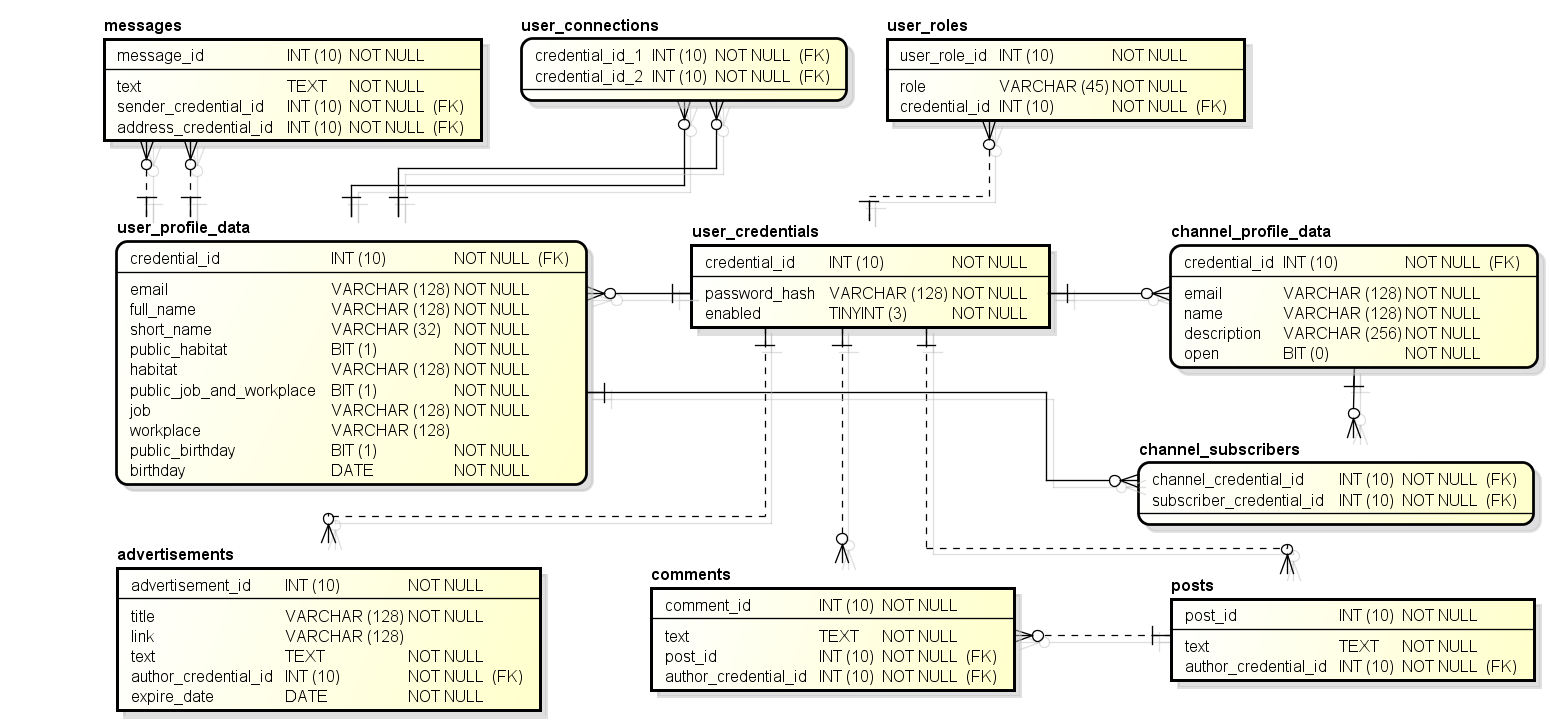 messages
message_id INT (10) NOT NULL
text TEXT NOT NULL
sender_credential_id INT (10) NOT NULL (FK)
address_credential_id INT (10) NOT NULL (FK)
user_connections
credential_id_1 INT (10) NOT NULL (FK)
credential_id_2 INT (10) NOT NULL (FK)
user_roles
user_role_id INT (10) NOT NULL
role VARCHAR (45) NOT NULL
credential_id INT (10) NOT NULL (FK)
user_profile_data
credential_id INT (10) NOT NULL (FK)
email VARCHAR (128) NOT NULL
full_name VARCHAR (128) NOT NULL
short_name VARCHAR (32) NOT NULL
public_habitat BIT (1) NOT NULL
habitat VARCHAR (128) NOT NULL
public_job_and_workplace BIT (1) NOT NULL
job VARCHAR (128) NOT NULL
workplace VARCHAR (128)
public_birthday BIT (1) NOT NULL
birthday DATE NOT NULL
user_credentials
credential_id INT (10) NOT NULL
password_hash VARCHAR (128) NOT NULL
enabled TINYINT (3) NOT NULL
channel_profile_data
credential_id INT (10) NOT NULL (FK)
email VARCHAR (128) NOT NULL
name VARCHAR (128) NOT NULL
description VARCHAR (256) NOT NULL
open BIT (0) NOT NULL
channel_subscribers
channel_credential_id INT (10) NOT NULL (FK)
subscriber_credential_id INT (10) NOT NULL (FK)
advertisements
advertisement_id INT (10) NOT NULL
title VARCHAR (128) NOT NULL
link VARCHAR (128)
text TEXT NOT NULL
author_credential_id INT (10) NOT NULL (FK)
expire_date DATE NOT NULL
comments
comment_id INT (10) NOT NULL
text TEXT NOT NULL
post_id INT (10) NOT NULL (FK)
author_credential_id INT (10) NOT NULL (FK)
posts
post_id INT (10) NOT NULL
text TEXT NOT NULL
author_credential_id INT (10) NOT NULL (FK)